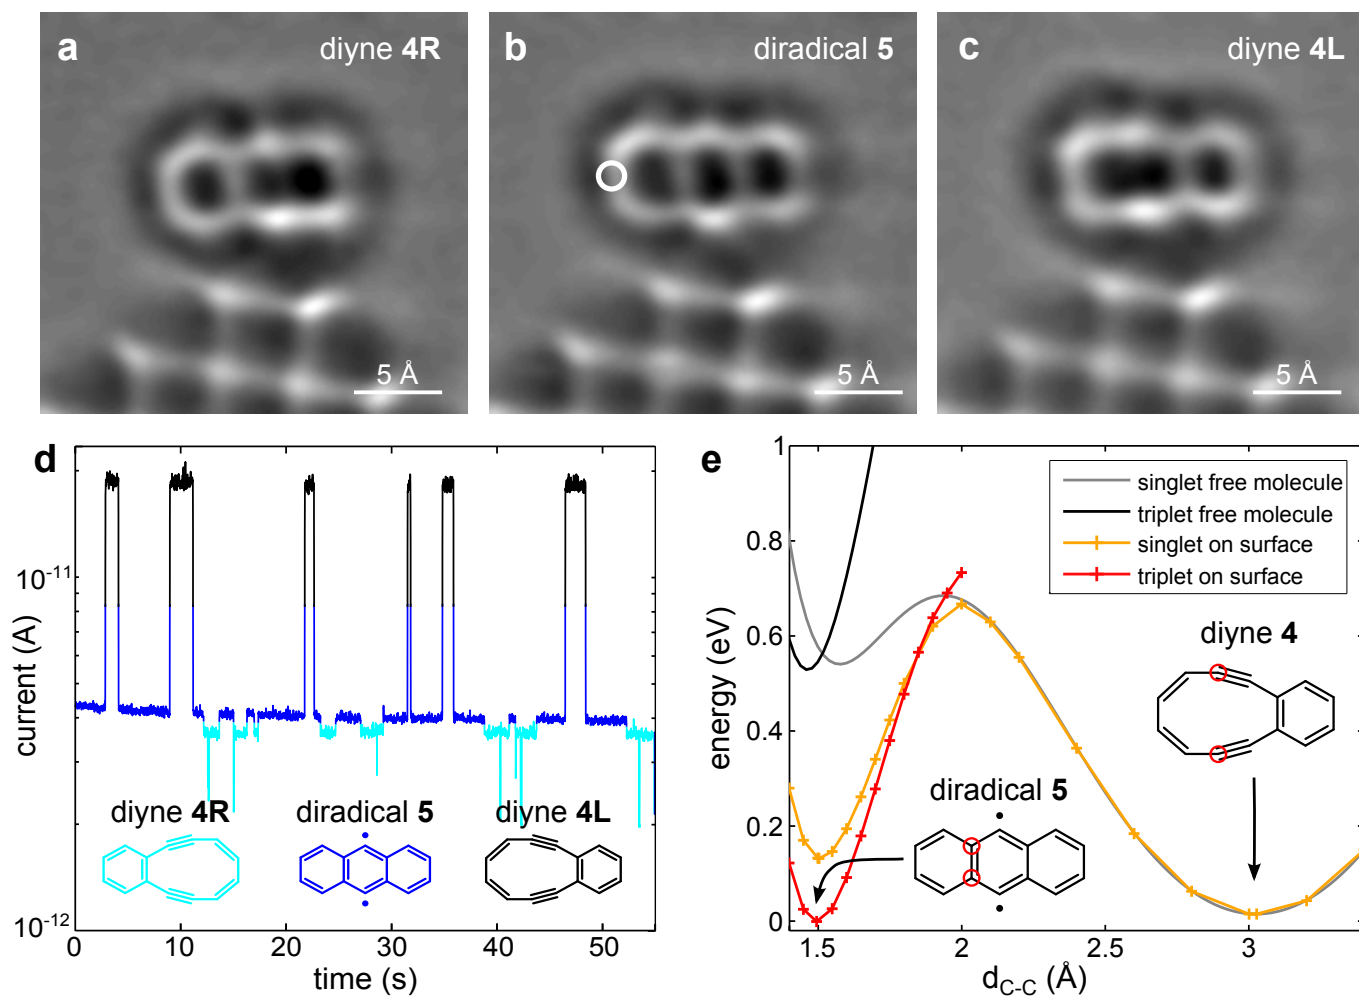 a
diyne 4R
5 Å
b
diradical 5
5 Å
c
diyne 4L
5 Å
d
current (A)
10⁻¹¹
10⁻¹²
diyne 4R
diradical 5
diyne 4L
0
10
20
30
40
50
time (s)
e
energy (eV)
1
0.8
0.6
0.4
0.2
0
singlet free molecule
triplet free molecule
singlet on surface
triplet on surface
diyne 4
diradical 5
1.5
2
2.5
3
d_C-C (Å)